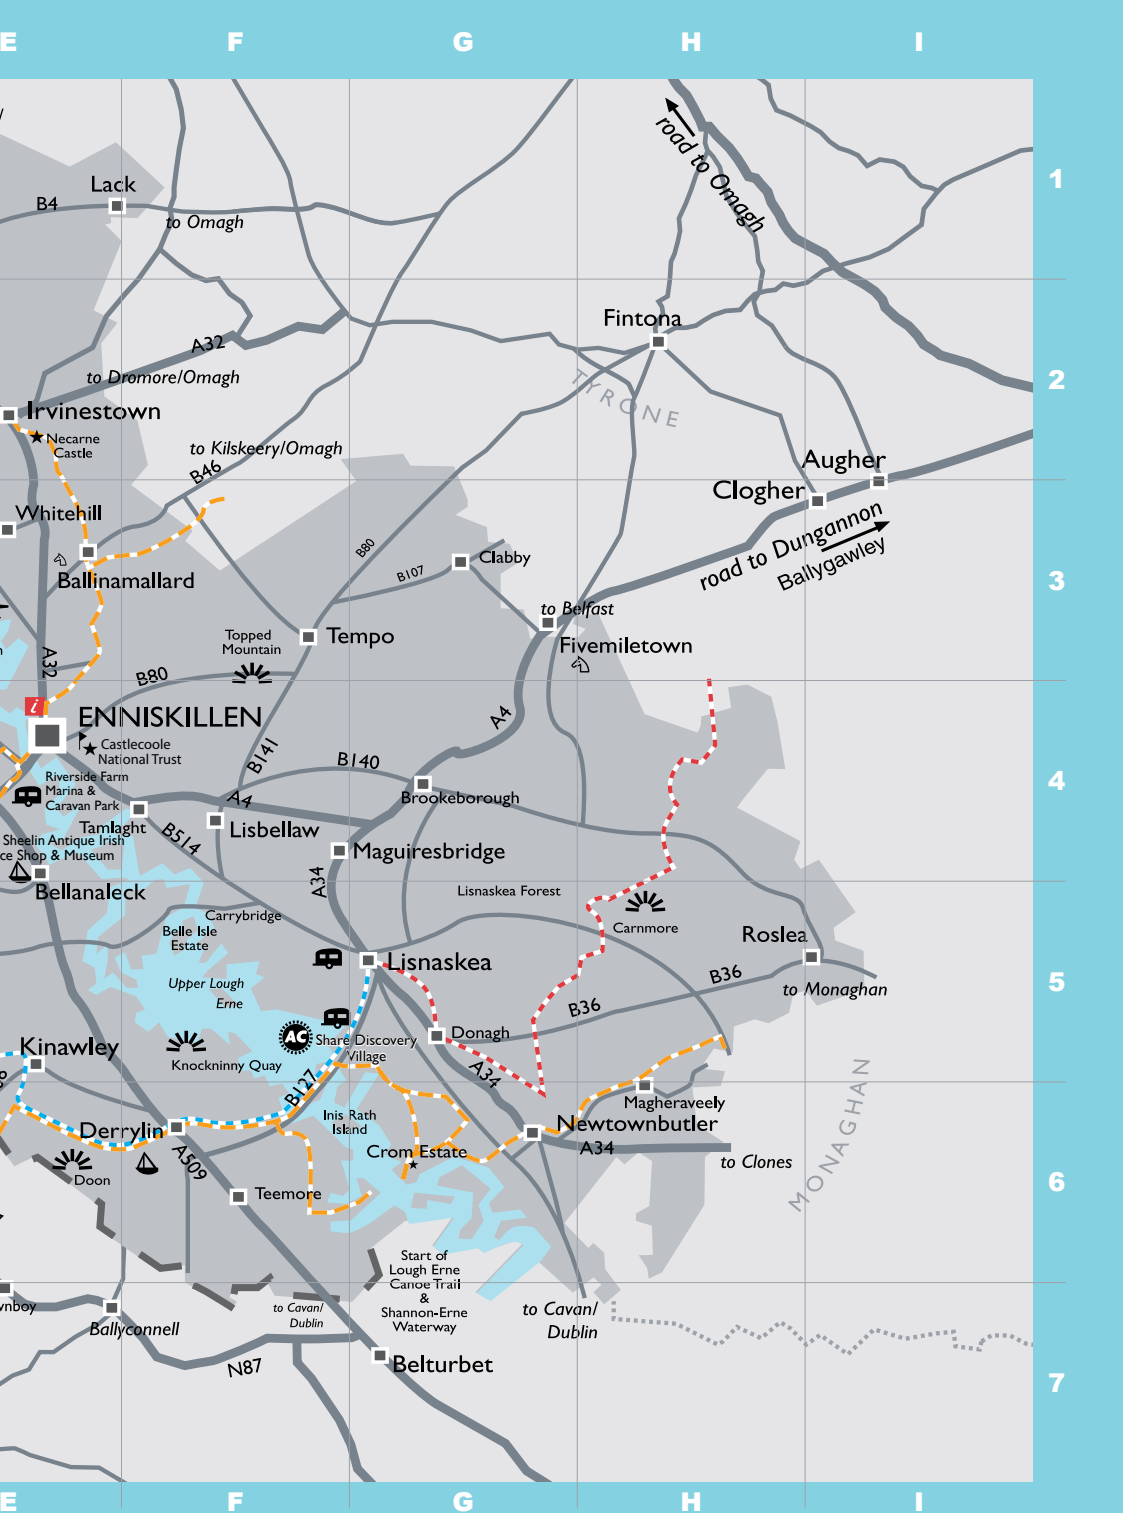 E
F
G
H
I
1
2
3
4
5
6
7
E
F
G
H
I
Lack
B4
to Omagh
road to Omagh
A32
to Dromore/Omagh
Fintona
TYRONE
Irvinestown
Necarne
Castle
to Kilskeery/Omagh
B46
Augher
Clogher
road to Dungannon
Ballygawley
Whitehill
Ballinamallard
B80
B107
Clabby
to Belfast
Fivemiletown
Topped
Mountain
Tempo
A32
B80
i
ENNISKILLEN
Castlecoole
National Trust
Riverside Farm
Marina &
Caravan Park
Tamlaght
B141
B140
A4
A4
Brookeborough
Lisbellaw
B514
Maguiresbridge
A34
Sheelin Antique Irish
ce Shop & Museum
Bellanaleck
Lisnaskea Forest
Carrybridge
Belle Isle
Estate
Carnmore
Roslea
Lisnaskea
Upper Lough
Erne
B36
B36
to Monaghan
AC
Share Discovery
Village
Donagh
Kinawley
Knockninny Quay
A34
B127
Inis Rath
Island
Magheraveely
Newtownbutler
A34
to Clones
MONAGHAN
Derrylin
Crom Estate
Doon
A509
Teemore
Start of
Lough Erne
Canoe Trail
&
Shannon-Erne
Waterway
to Cavan/
Dublin
to Cavan/
Dublin
wnboy
Ballyconnell
N87
Belturbet